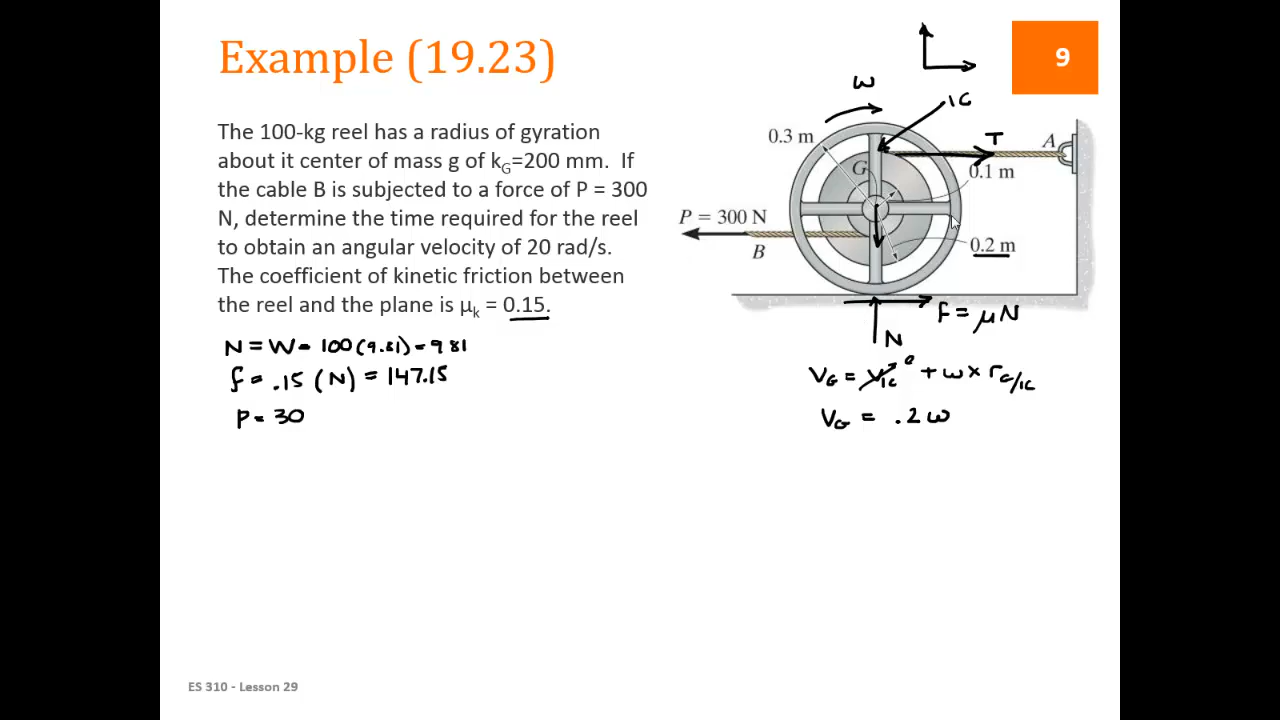 Example (19.23)
9
The 100-kg reel has a radius of gyration
about it center of mass g of kG=200 mm. If
the cable B is subjected to a force of P = 300
N, determine the time required for the reel
to obtain an angular velocity of 20 rad/s.
The coefficient of kinetic friction between
the reel and the plane is μk = 0.15.
N = W = 100(9.81) = 981
f = .15 (N) = 147.15
P = 30
ω
IC
0.3 m
T
A
G
0.1 m
P = 300 N
B
0.2 m
f = μN
N
VG = VIC 0 + ω × rG/IC
VG = .2ω
ES 310 - Lesson 29